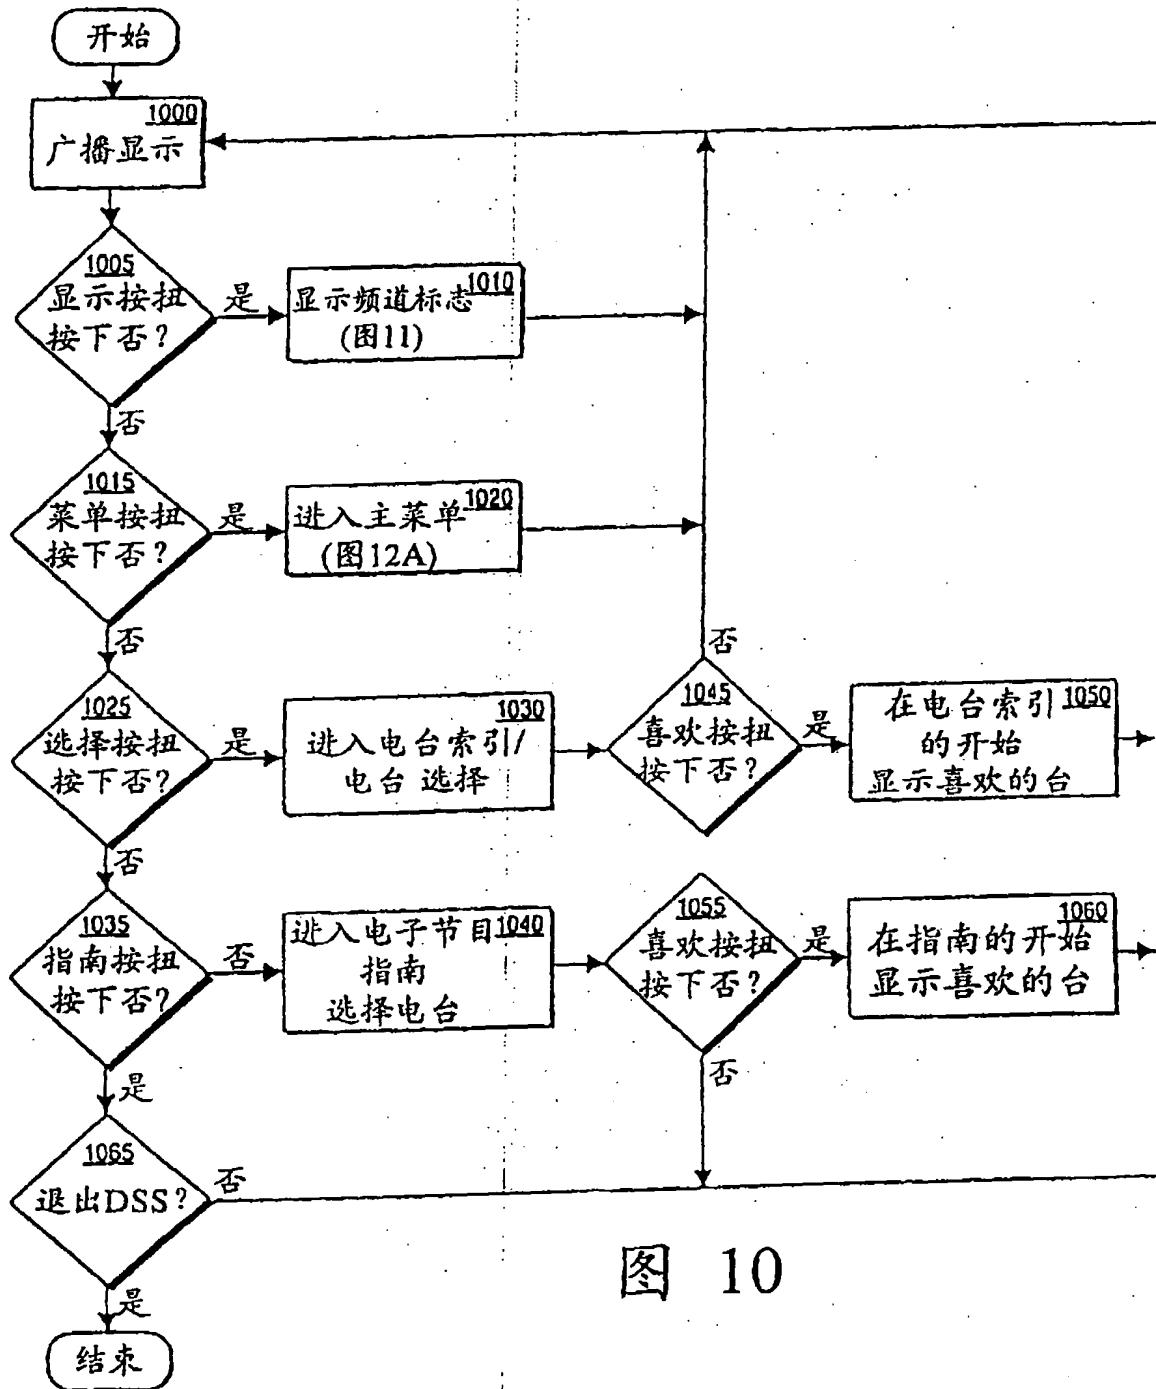 开始
1000
广播显示
1005
显示按扭
按下否?
是
1010
显示频道标志
(图11)
否
1015
菜单按扭
按下否?
是
1020
进入主菜单
(图12A)
否
1025
选择按扭
按下否?
是
1030
进入电台索引/
电台 选择
否
1045
喜欢按扭
按下否?
是
1050
在电台索引
的开始
显示喜欢的台
否
1035
指南按扭
按下否?
否
1040
进入电子节目
指南
选择电台
1055
喜欢按扭
按下否?
是
1060
在指南的开始
显示喜欢的台
否
是
1065
退出DSS?
否
是
结束
图 10